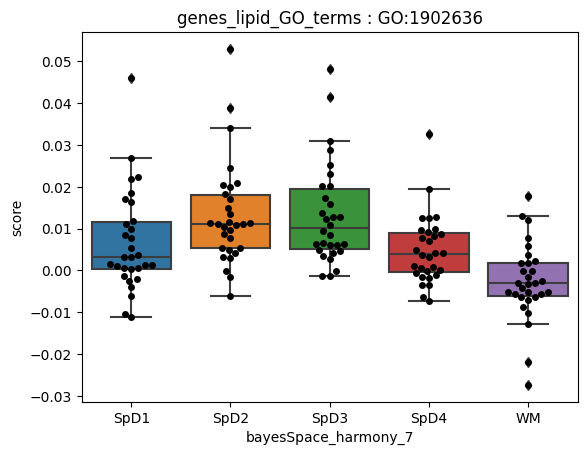 genes_lipid_GO_terms : GO:1902636
0.05
0.04
0.03
0.02
0.01
0.00
−0.01
−0.02
−0.03
score
SpD1 SpD2 SpD3 SpD4 WM
bayesSpace_harmony_7